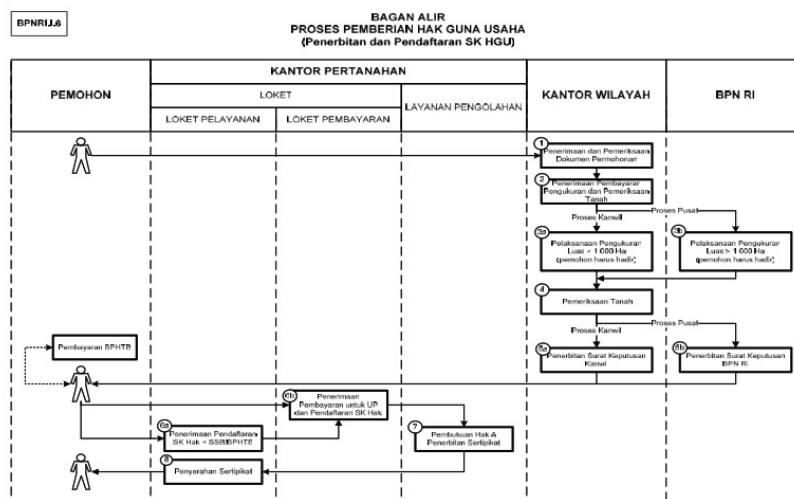 BPNRI.I.6
BAGAN ALIR
PROSES PEMBERIAN HAK GUNA USAHA
(Penerbitan dan Pendaftaran SK HGU)
PEMOHON
KANTOR PERTANAHAN
LOKET
LOKET PELAYANAN
LOKET PEMBAYARAN
LAYANAN PENGOLAHAN
KANTOR WILAYAH
BPN RI
1
Penerimaan dan Pemeriksaan
Dokumen Permohonan
2
Penerimaan Pembayaran
Pengukuran dan Pemeriksaan
Tanah
Proses Kanwil
Proses Pusat
3a
Pelaksanaan Pengukuran
Luas < 1 000 Ha
(pemohon harus hadir)
3b
Pelaksanaan Pengukuran
Luas > 1 000 Ha
(pemohon harus hadir)
4
Pemeriksaan Tanah
Proses Kanwil
Proses Pusat
5a
Penerbitan Surat Keputusan
Kanwil
Penerbitan Surat Keputusan
BPN RI
Pembayaran BPHTB
6b
Penerimaan
Pembayaran untuk UP
dan Pendaftaran SK Hak
6a
Penerimaan Pendaftaran
SK Hak + SSB/BPHTB
7
Pembukuan Hak &
Penerbitan Sertipikat
8
Penyerahan Sertipikat